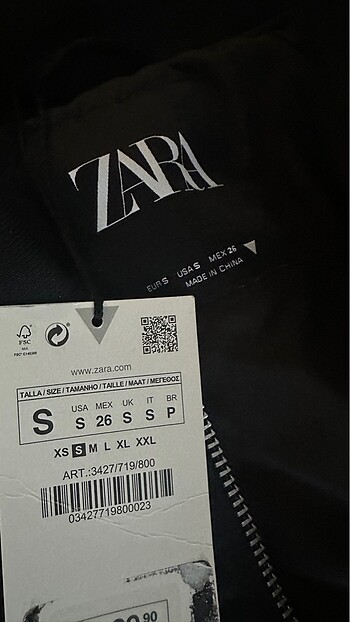 ZARA
EUR S USA S MEX 26
MADE IN CHINA
FSC
www.zara.com
TALLA / SIZE / TAMANHO / TAILLE / MAAT / ΜΕΓΕΘΟΣ
USA MEX UK IT BR
S S 26 S S P
XS S M L XL XXL
ART.:3427/719/800
03427719800023
.90